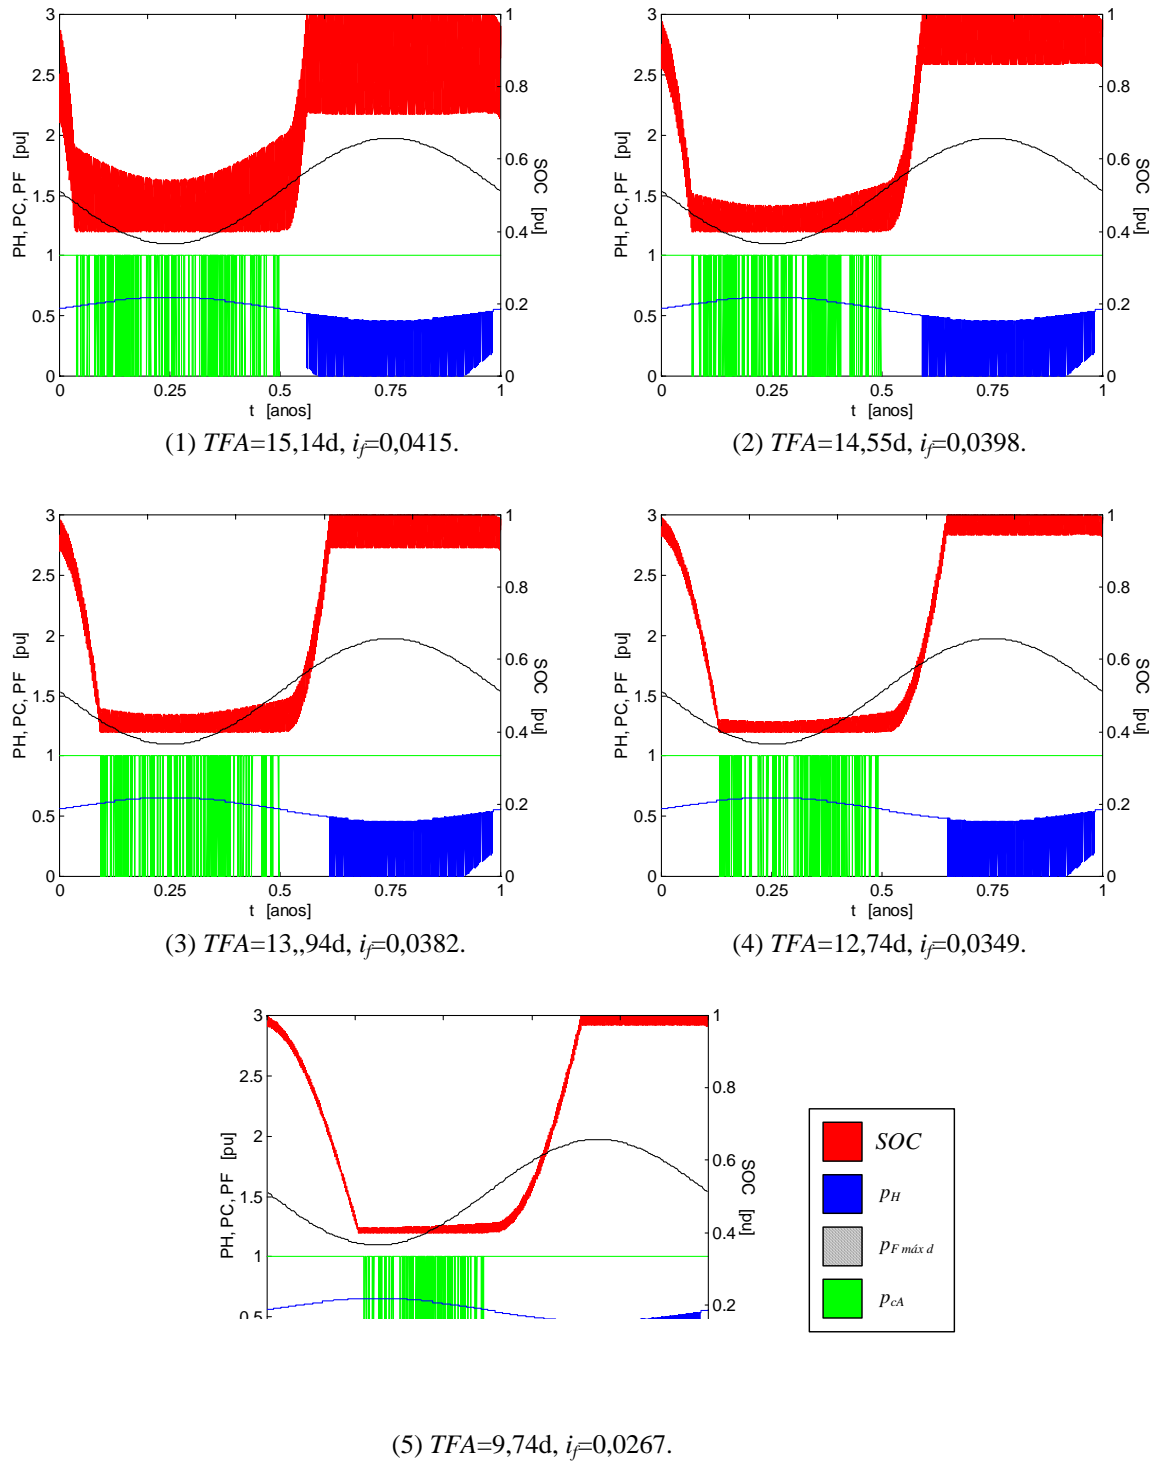 3
2.5
2
1.5
1
0.5
0
PH, PC, PF [pu]
1
0.8
0.6
0.4
0.2
0
SOC [pu]
0 0.25 0.5 0.75 1
t [anos]
(1) TFA=15,14d, if=0,0415.
3
2.5
2
1.5
1
0.5
0
PH, PC, PF [pu]
1
0.8
0.6
0.4
0.2
0
SOC [pu]
0 0.25 0.5 0.75 1
t [anos]
(2) TFA=14,55d, if=0,0398.
3
2.5
2
1.5
1
0.5
0
PH, PC, PF [pu]
1
0.8
0.6
0.4
0.2
0
SOC [pu]
0 0.25 0.5 0.75 1
t [anos]
(3) TFA=13,,94d, if=0,0382.
3
2.5
2
1.5
1
0.5
0
PH, PC, PF [pu]
1
0.8
0.6
0.4
0.2
0
SOC [pu]
0 0.25 0.5 0.75 1
t [anos]
(4) TFA=12,74d, if=0,0349.
3
2.5
2
1.5
1
0.5
PH, PC, PF [pu]
1
0.8
0.6
0.4
0.2
SOC [pu]
SOC
pH
pF máx d
pcA
(5) TFA=9,74d, if=0,0267.